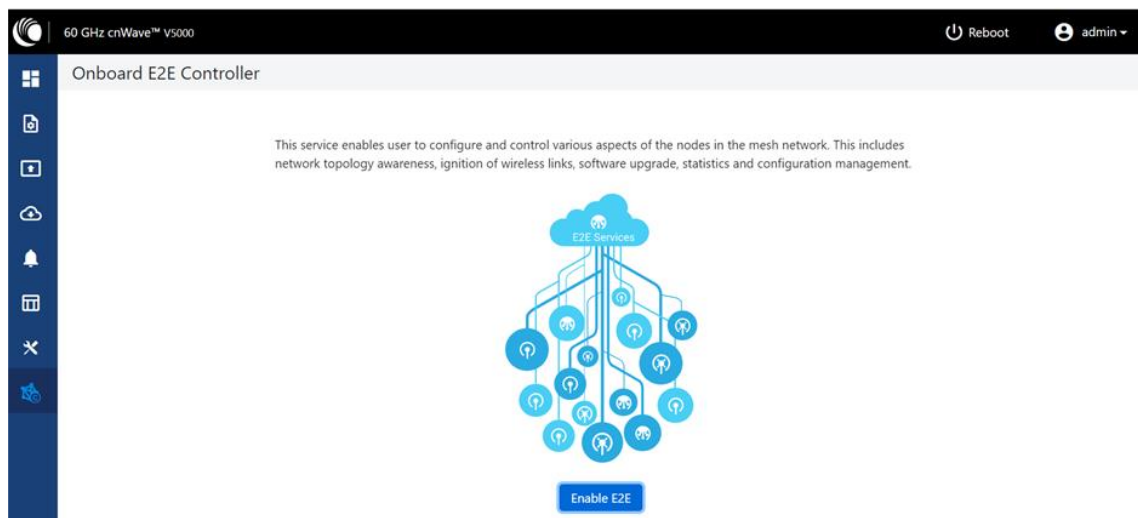 60 GHz cnWave™ V5000
Reboot
admin
Onboard E2E Controller
This service enables user to configure and control various aspects of the nodes in the mesh network. This includes
network topology awareness, ignition of wireless links, software upgrade, statistics and configuration management.
E2E Services
Enable E2E